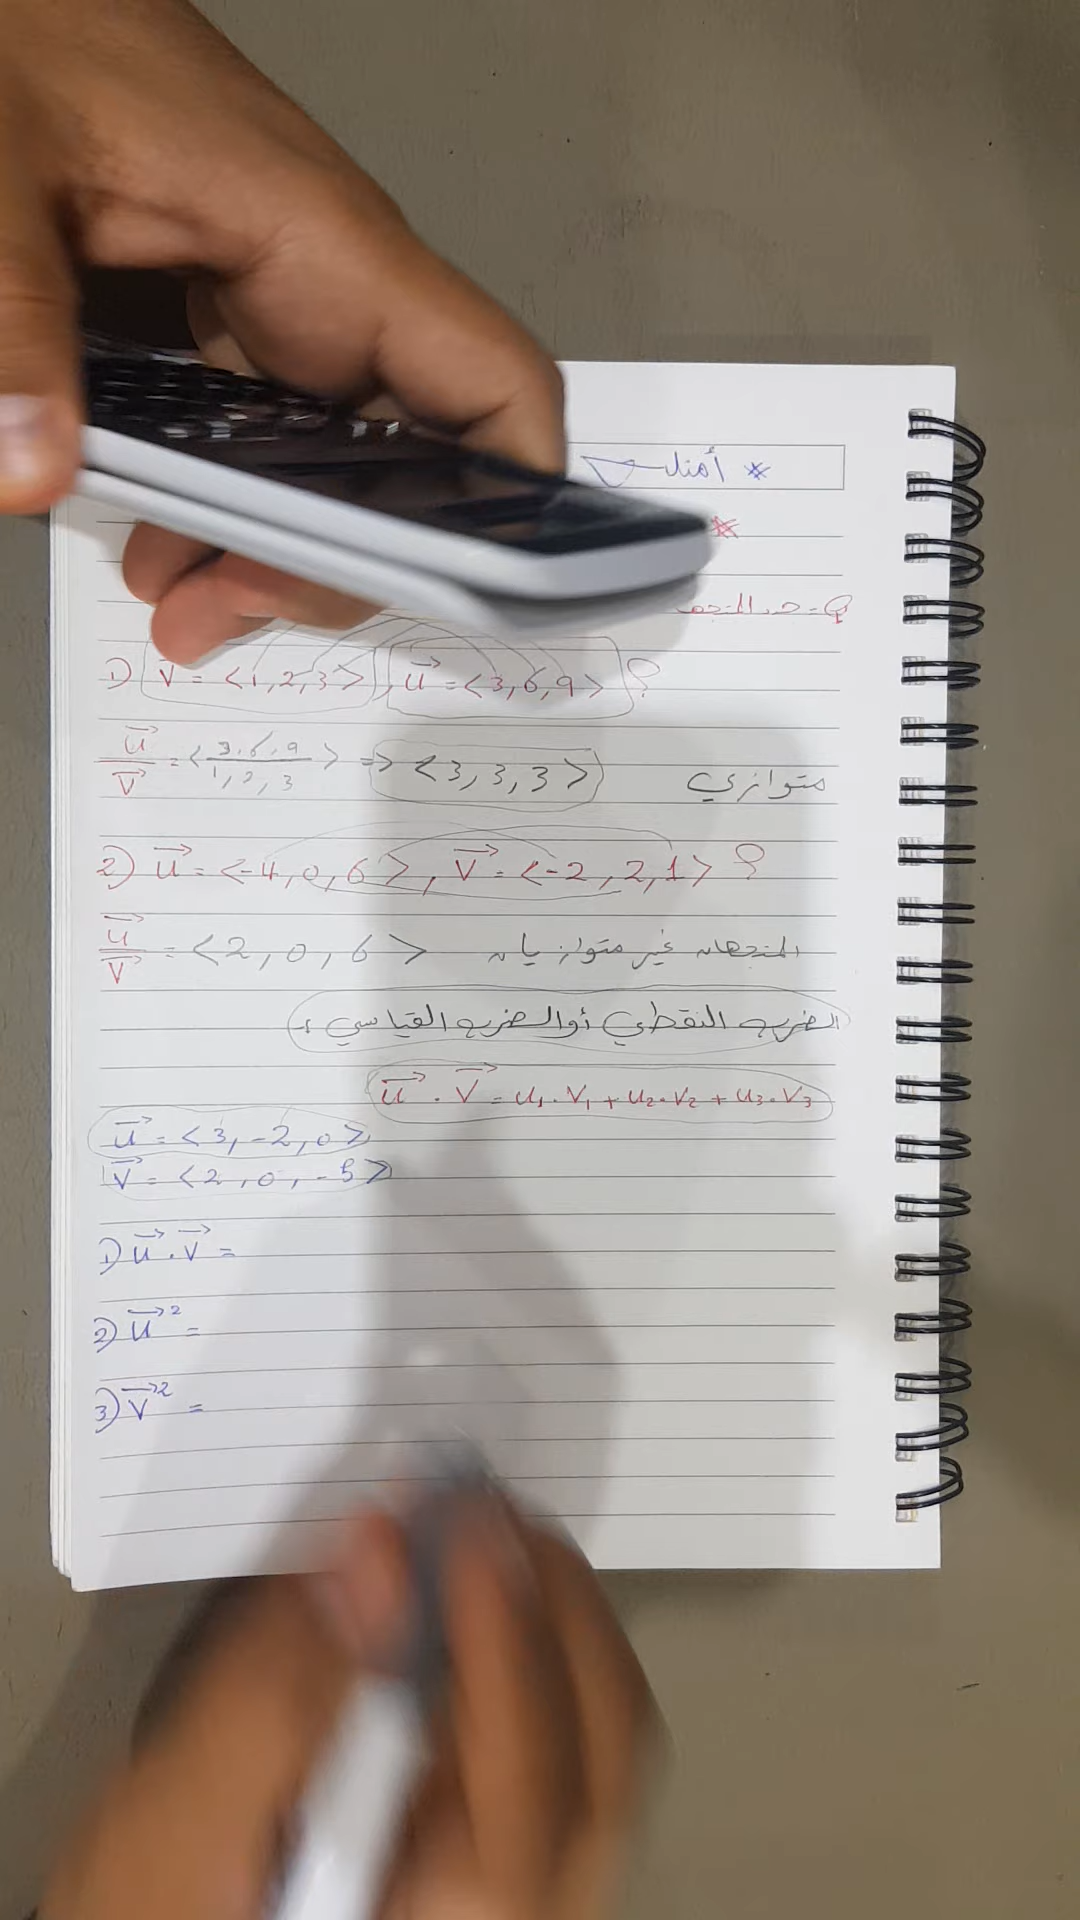 * أمثلة
*
Q-
1) V = <1,2,3> , u = <3,6,9> ?
u/V = <3,6,9 / 1,2,3> => <3,3,3> متوازي
2) u = <-4,0,6> , V = <-2,2,1> ?
u/V = <2,0,6> المتجهان غير متوازيان
الضرب النقطي أو الضرب القياسي :
u . V = u1.V1 + u2.V2 + u3.V3
u = <3,-2,0>
V = <2,0,-5>
1) u . V =
2) u² =
3) V² =